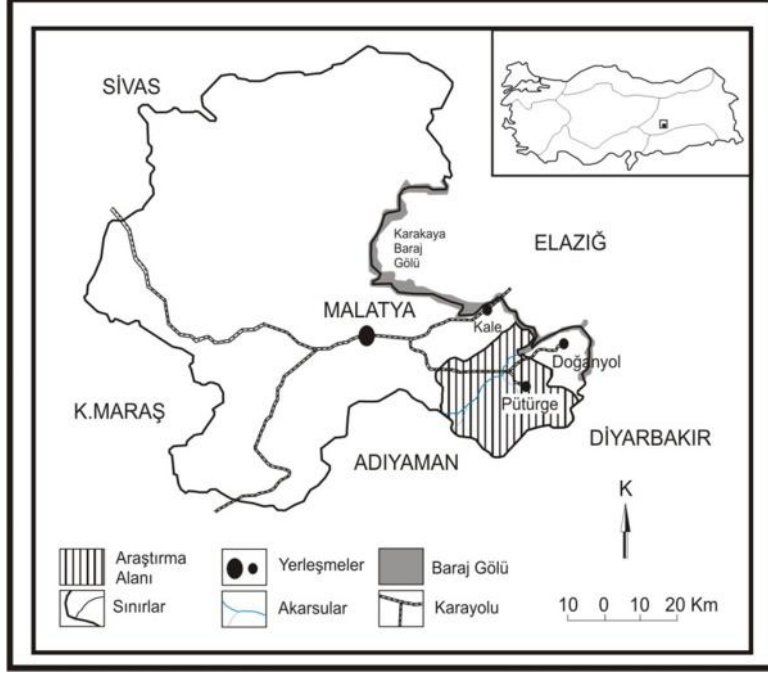 SİVAS
Karakaya
Baraj
Gölü
ELAZIĞ
MALATYA
Kale
Doğanyol
K.MARAŞ
Pütürge
ADIYAMAN
DİYARBAKIR
K
Araştırma
Alanı
Yerleşmeler
Baraj Gölü
Sınırlar
Akarsular
Karayolu
10 0 10 20 Km